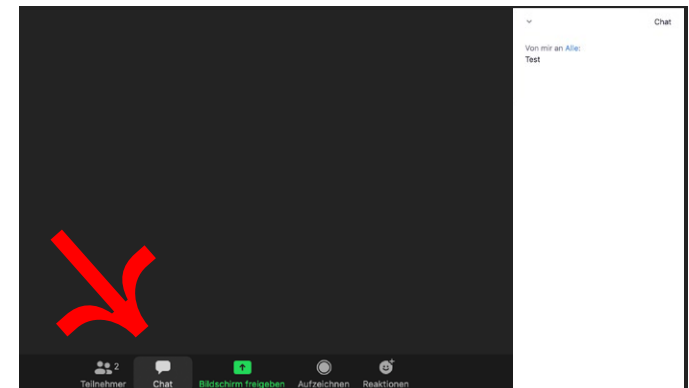 Chat
Von mir an Alle:
Test
2
Teilnehmer Chat Bildschirm freigeben Aufzeichnen Reaktionen